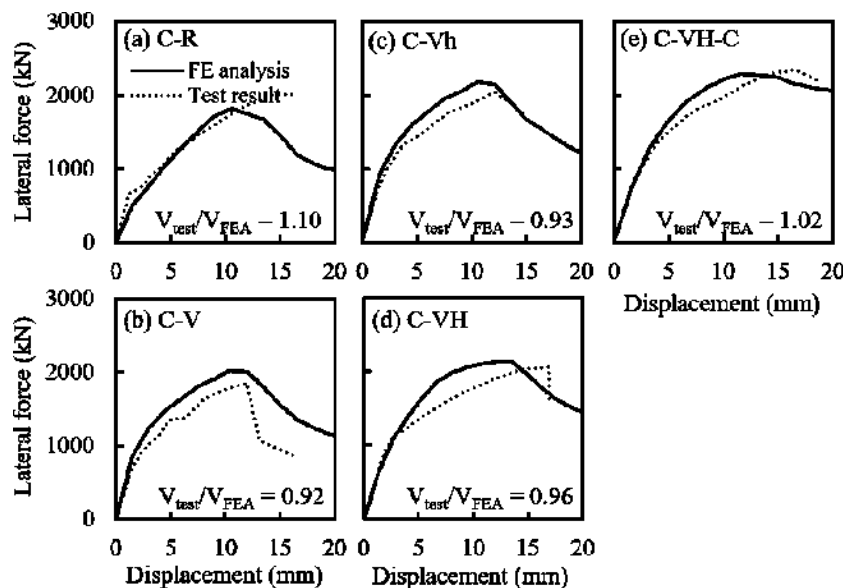 (a) C-R
FE analysis
Test result
V_test/V_FEA – 1.10
(c) C-Vh
V_test/V_FEA – 0.93
(e) C-VH-C
V_test/V_FEA – 1.02
Lateral force (kN)
3000
2000
1000
0
0 5 10 15 20
0 5 10 15 20
0 5 10 15 20
Displacement (mm)
(b) C-V
V_test/V_FEA = 0.92
(d) C-VH
V_test/V_FEA = 0.96
Lateral force (kN)
3000
2000
1000
0
0 5 10 15 20
0 5 10 15 20
Displacement (mm)
Displacement (mm)